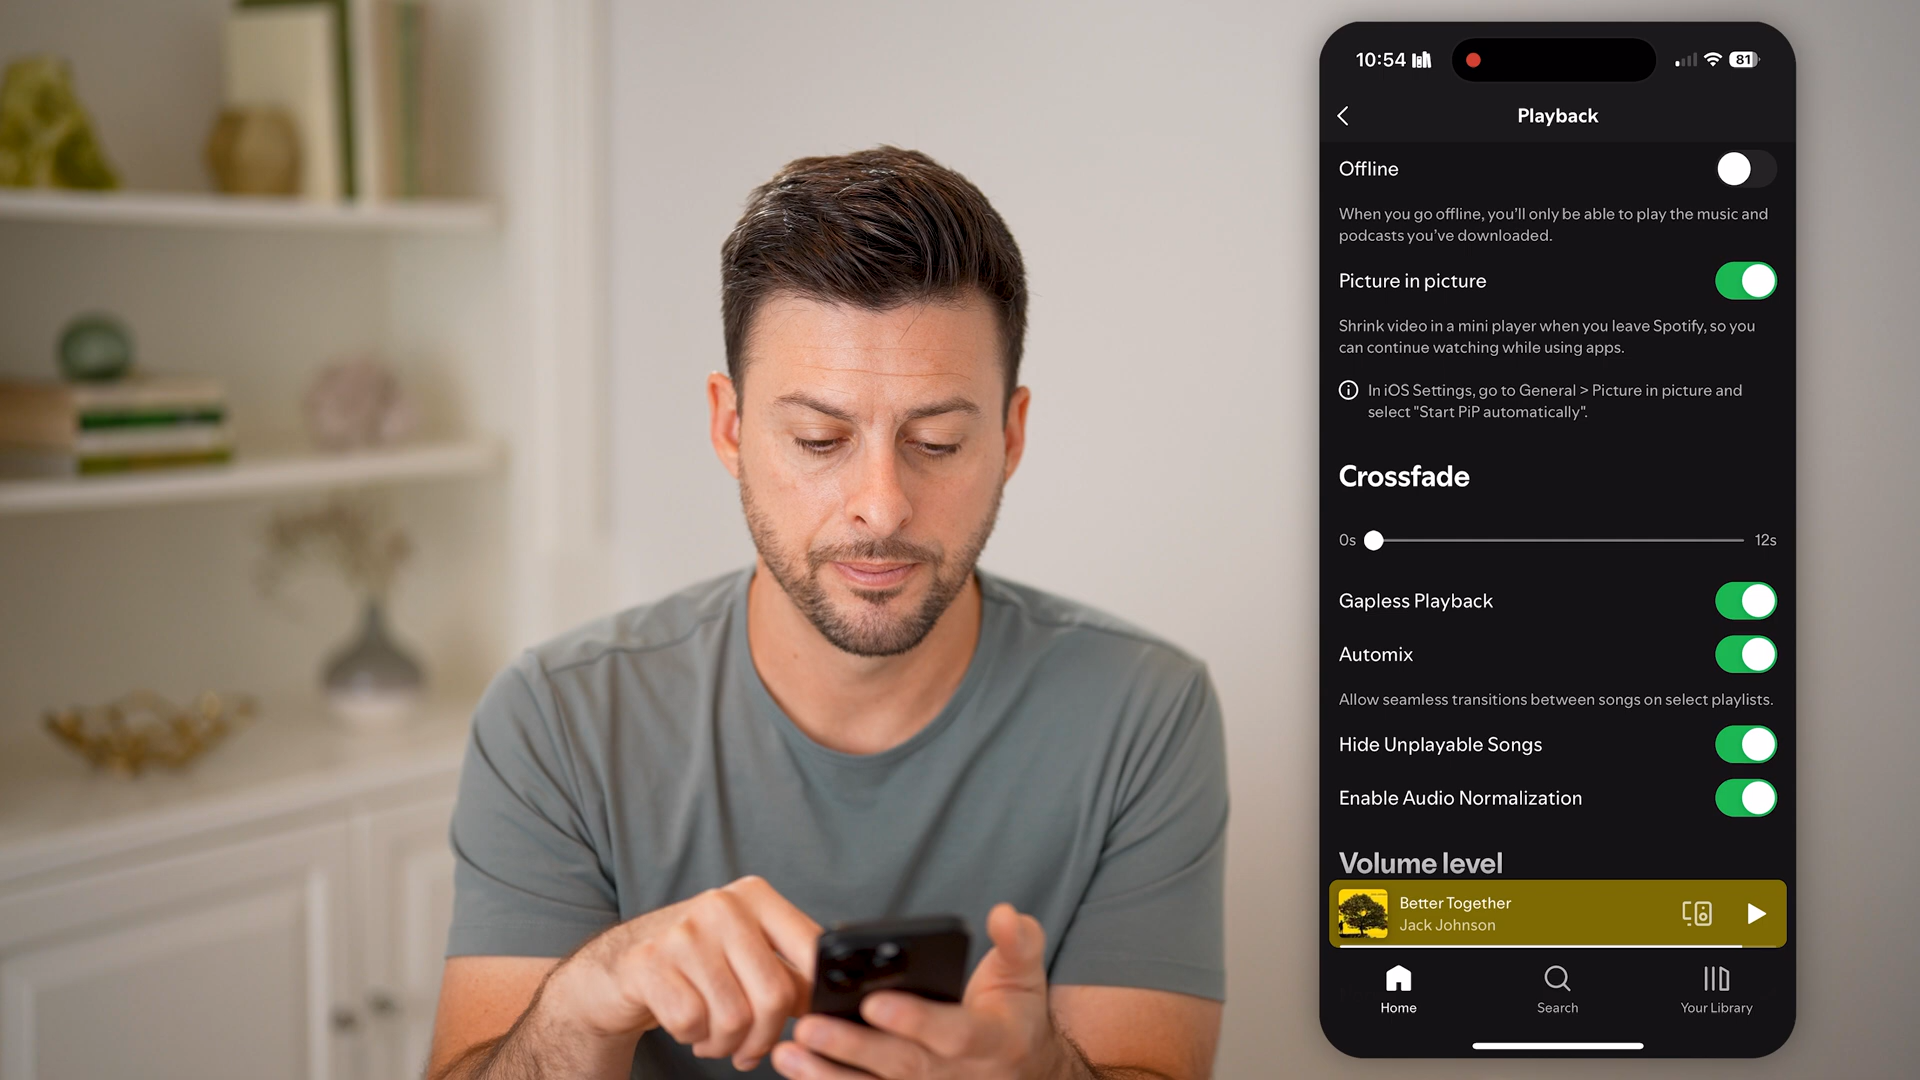 10:54
81
Playback
Offline
When you go offline, you’ll only be able to play the music and
podcasts you’ve downloaded.
Picture in picture
Shrink video in a mini player when you leave Spotify, so you
can continue watching while using apps.
In iOS Settings, go to General > Picture in picture and
select "Start PiP automatically".
Crossfade
0s 12s
Gapless Playback
Automix
Allow seamless transitions between songs on select playlists.
Hide Unplayable Songs
Enable Audio Normalization
Volume level
Better Together
Jack Johnson
Home Search Your Library